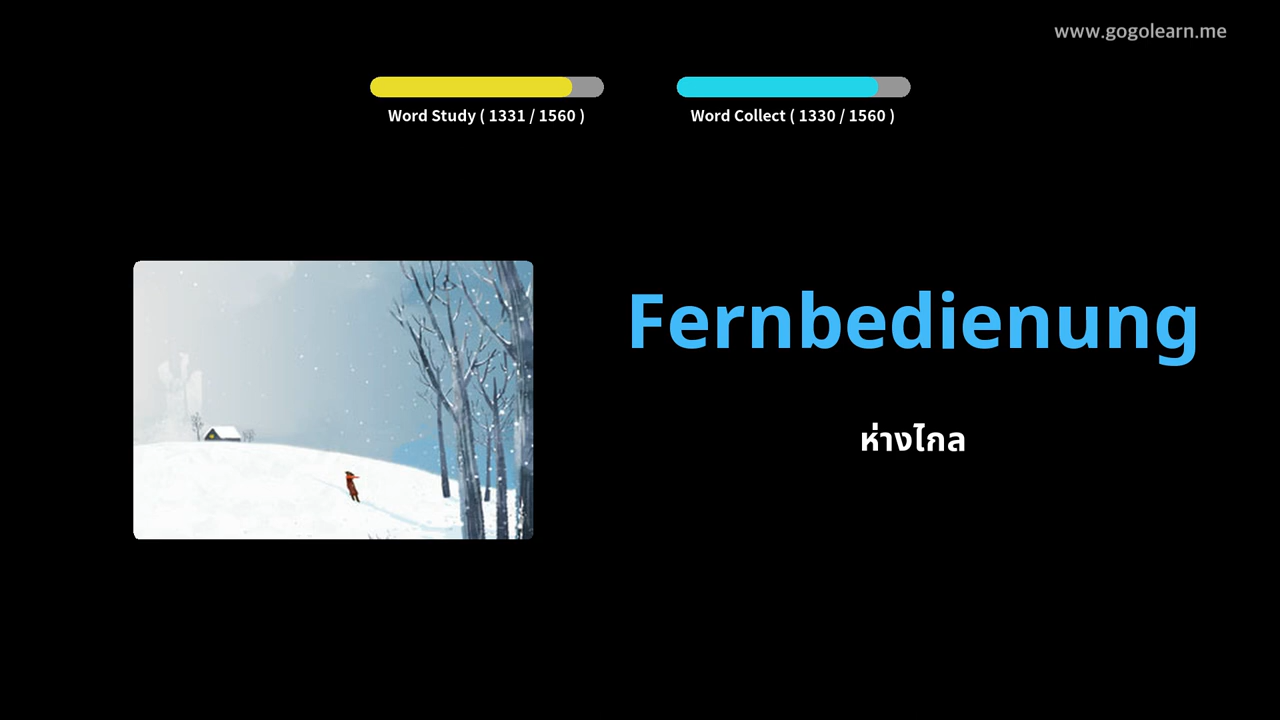 www.gogolearn.me
Word Study ( 1331 / 1560 )
Word Collect ( 1330 / 1560 )
Fernbedienung
ห่างไกล